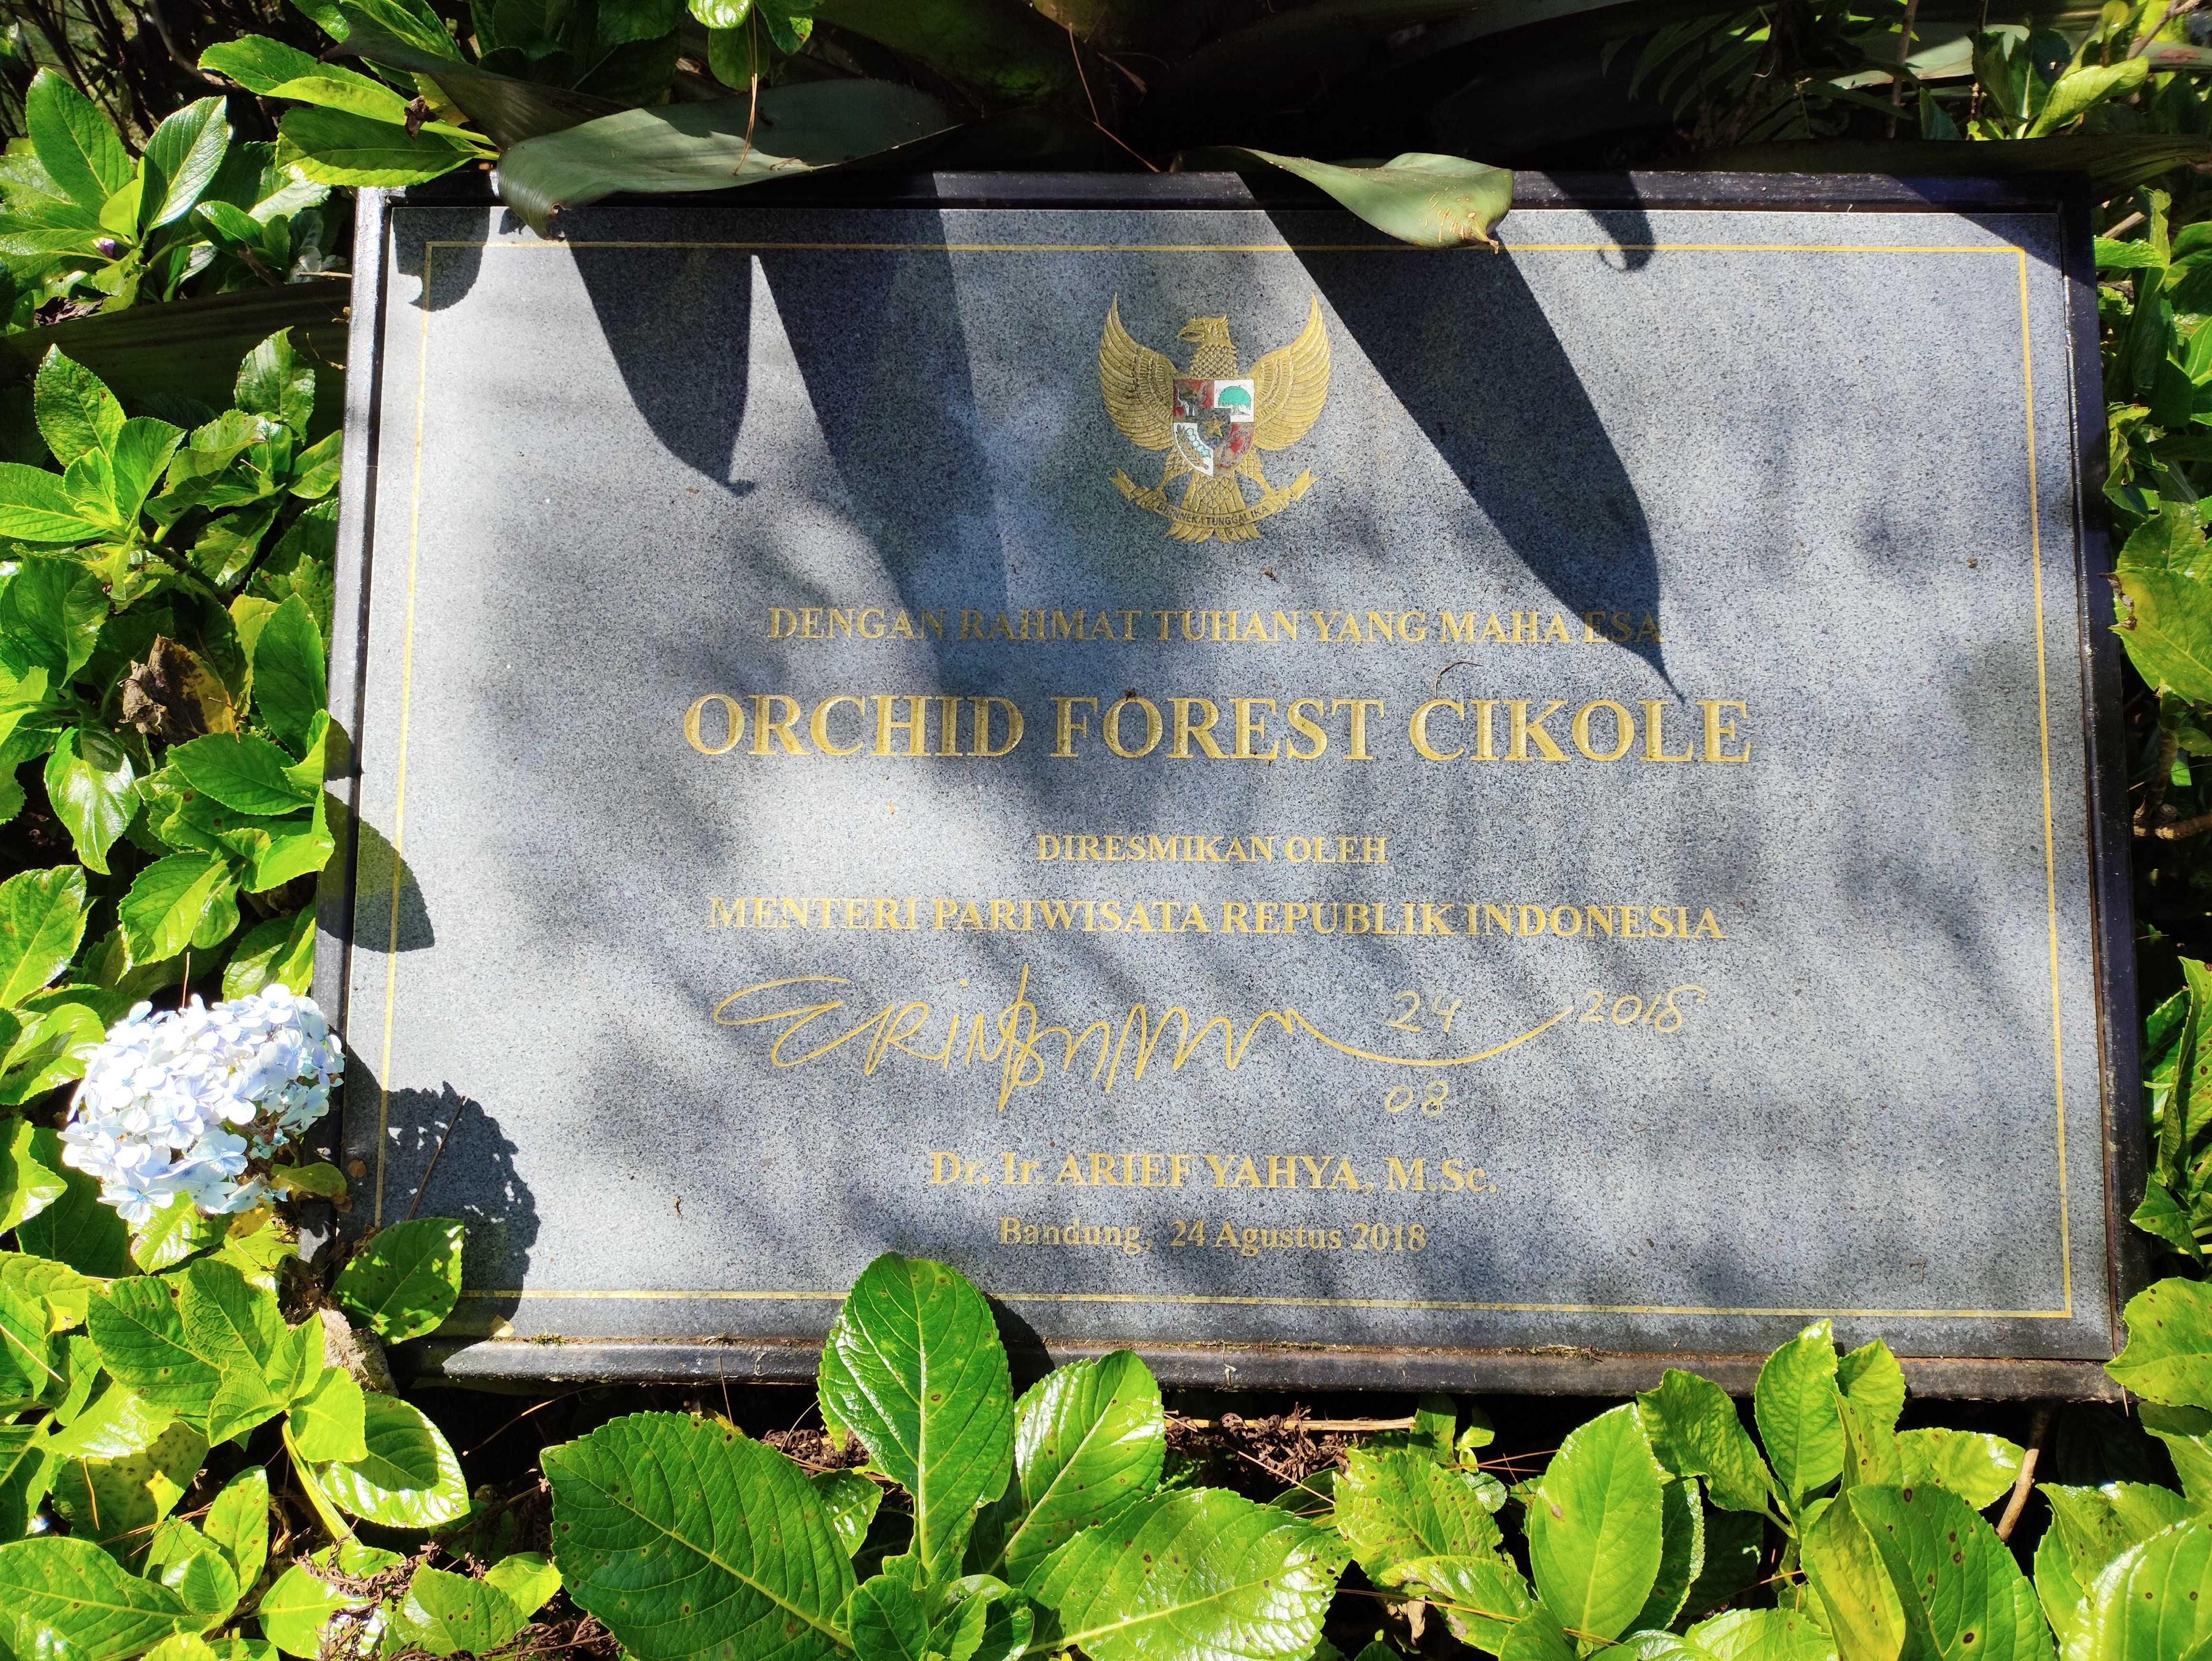 BHINNEKA TUNGGAL IKA
DENGAN RAHMAT TUHAN YANG MAHA ESA
ORCHID FOREST CIKOLE
DIRESMIKAN OLEH
MENTERI PARIWISATA REPUBLIK INDONESIA
24 2018
08
Dr. Ir. ARIEF YAHYA, M.Sc.
Bandung, 24 Agustus 2018